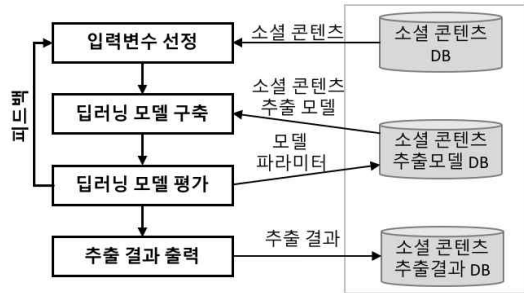 입력변수 선정
소셜 콘텐츠
소셜 콘텐츠
DB
피드백
딥러닝 모델 구축
소셜 콘텐츠
추출 모델
소셜 콘텐츠
추출모델 DB
딥러닝 모델 평가
모델
파라미터
추출 결과 출력
추출 결과
소셜 콘텐츠
추출결과 DB